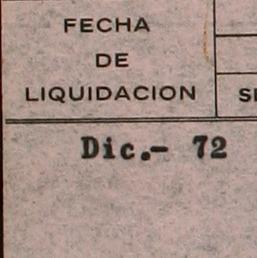 FECHA
DE
LIQUIDACION
Dic.- 72